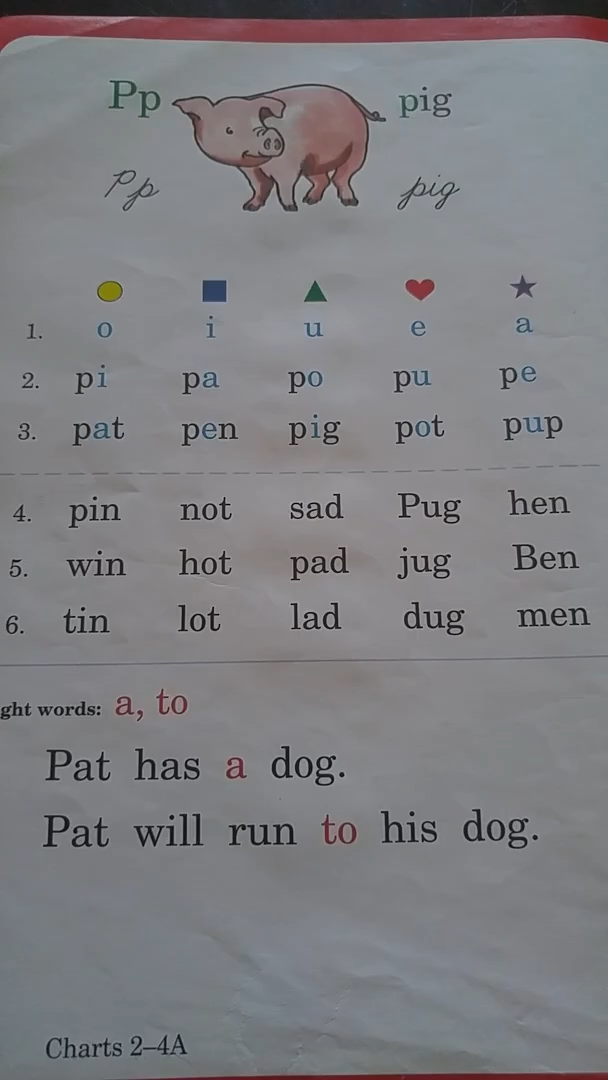 Pp pig
Pp pig
1. o i u e a
2. pi pa po pu pe
3. pat pen pig pot pup
4. pin not sad Pug hen
5. win hot pad jug Ben
6. tin lot lad dug men
ght words: a, to
Pat has a dog.
Pat will run to his dog.
Charts 2–4A